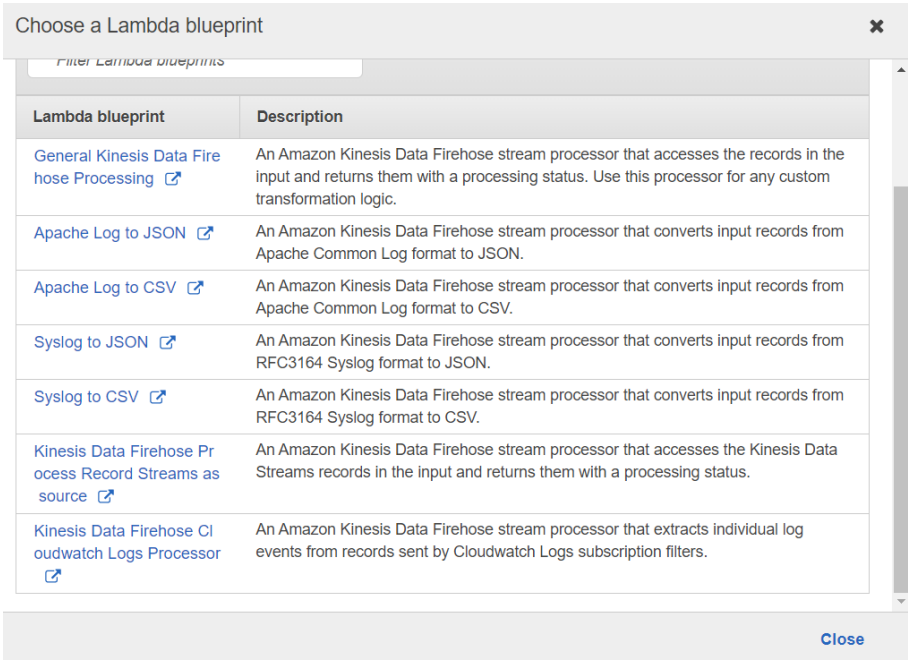 Choose a Lambda blueprint
Filter Lambda blueprints
Lambda blueprint Description
General Kinesis Data Fire
hose Processing
An Amazon Kinesis Data Firehose stream processor that accesses the records in the
input and returns them with a processing status. Use this processor for any custom
transformation logic.
Apache Log to JSON
An Amazon Kinesis Data Firehose stream processor that converts input records from
Apache Common Log format to JSON.
Apache Log to CSV
An Amazon Kinesis Data Firehose stream processor that converts input records from
Apache Common Log format to CSV.
Syslog to JSON
An Amazon Kinesis Data Firehose stream processor that converts input records from
RFC3164 Syslog format to JSON.
Syslog to CSV
An Amazon Kinesis Data Firehose stream processor that converts input records from
RFC3164 Syslog format to CSV.
Kinesis Data Firehose Pr
ocess Record Streams as
source
An Amazon Kinesis Data Firehose stream processor that accesses the Kinesis Data
Streams records in the input and returns them with a processing status.
Kinesis Data Firehose Cl
oudwatch Logs Processor
An Amazon Kinesis Data Firehose stream processor that extracts individual log
events from records sent by Cloudwatch Logs subscription filters.
Close